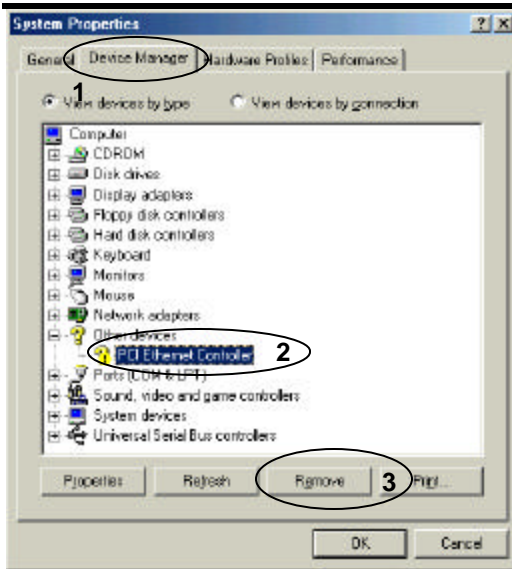 System Properties
General Device Manager Hardware Profiles Performance
1
View devices by type View devices by connection
Computer
CDROM
Disk drives
Display adapters
Floppy disk controllers
Hard disk controllers
Keyboard
Monitors
Mouse
Network adapters
Other devices
PCI Ethernet Controller 2
Ports (COM & LPT)
Sound, video and game controllers
System devices
Universal Serial Bus controllers
Properties Refresh Remove 3 Print...
OK Cancel